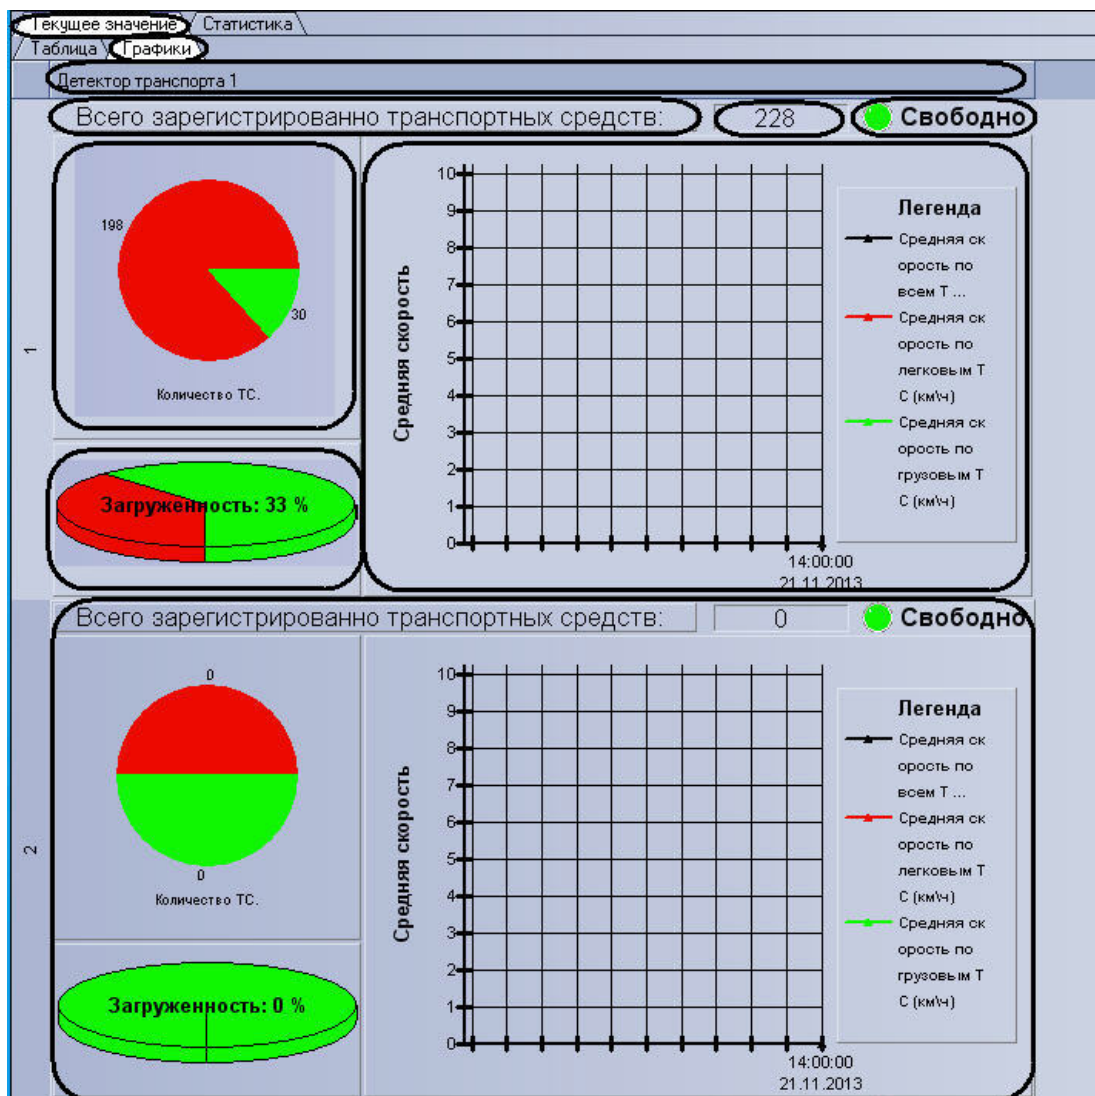 Текущее значение Статистика
Таблица Графики
Детектор транспорта 1
Всего зарегистрированно транспортных средств: 228 Свободно
1
198
30
Количество ТС.
Загруженность: 33 %
Средняя скорость
10
9
8
7
6
5
4
3
2
1
0
14:00:00
21.11.2013
Легенда
Средняя ск
орость по
всем Т ...
Средняя ск
орость по
легковым Т
С (км\ч)
Средняя ск
орость по
грузовым Т
С (км\ч)
2
Всего зарегистрированно транспортных средств: 0 Свободно
0
0
Количество ТС.
Загруженность: 0 %
Средняя скорость
10
9
8
7
6
5
4
3
2
1
0
14:00:00
21.11.2013
Легенда
Средняя ск
орость по
всем Т ...
Средняя ск
орость по
легковым Т
С (км\ч)
Средняя ск
орость по
грузовым Т
С (км\ч)